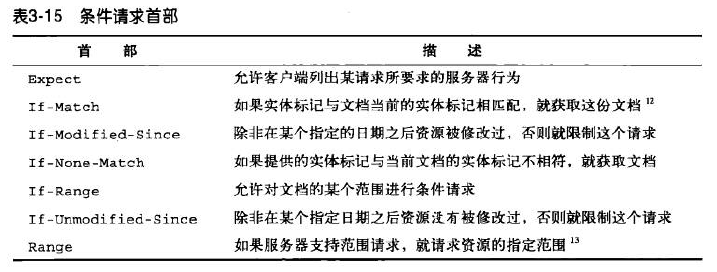 表3-15 条件请求首部
首 部 描 述
Expect 允许客户端列出某请求所要求的服务器行为
If-Match 如果实体标记与文档当前的实体标记相匹配，就获取这份文档 12
If-Modified-Since 除非在某个指定的日期之后资源被修改过，否则就限制这个请求
If-None-Match 如果提供的实体标记与当前文档的实体标记不相符，就获取文档
If-Range 允许对文档的某个范围进行条件请求
If-Unmodified-Since 除非在某个指定日期之后资源没有被修改过，否则就限制这个请求
Range 如果服务器支持范围请求，就请求资源的指定范围 13